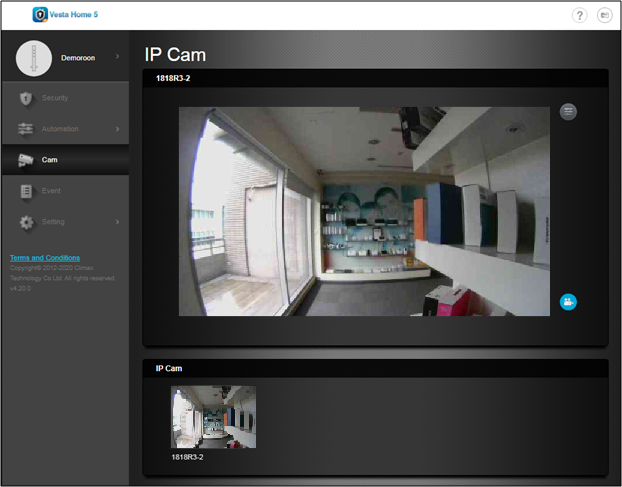 Vesta Home 5
?
Demoroon
IP Cam
1818R3-2
Security
Automation
Cam
Event
Setting
Terms and Conditions
Copyright© 2012-2020 Climax
Technology Co Ltd. All rights reserved.
v4.20.0
IP Cam
1818R3-2